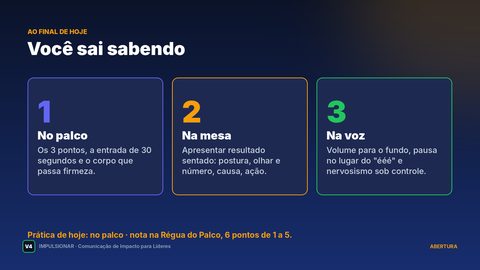 AO FINAL DE HOJE
Você sai sabendo
1
No palco
Os 3 pontos, a entrada de 30
segundos e o corpo que
passa firmeza.
2
Na mesa
Apresentar resultado
sentado: postura, olhar e
número, causa, ação.
3
Na voz
Volume para o fundo, pausa
no lugar do "ééé" e
nervosismo sob controle.
Prática de hoje: no palco · nota na Régua do Palco, 6 pontos de 1 a 5.
V4 IMPULSIONAR · Comunicação de Impacto para Líderes
ABERTURA